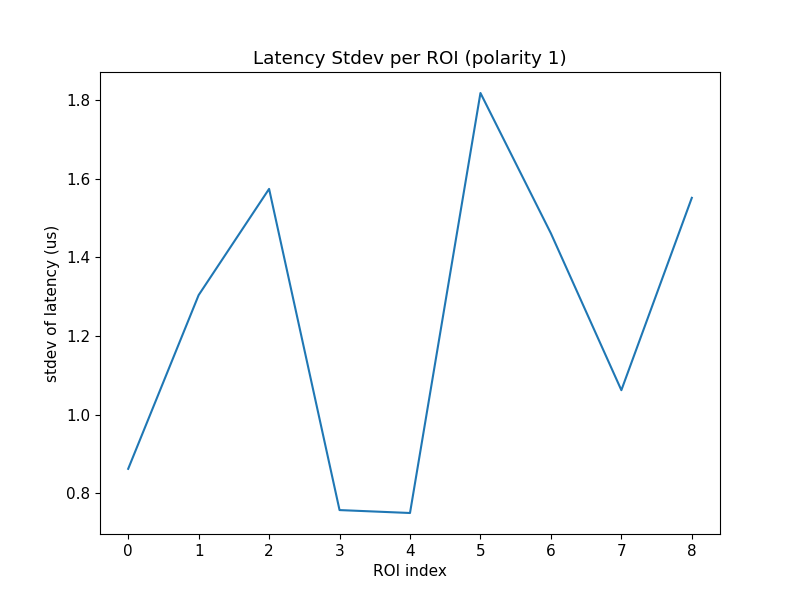 Latency Stdev per ROI (polarity 1)
stdev of latency (us)
1.8
1.6
1.4
1.2
1.0
0.8
0 1 2 3 4 5 6 7 8
ROI index